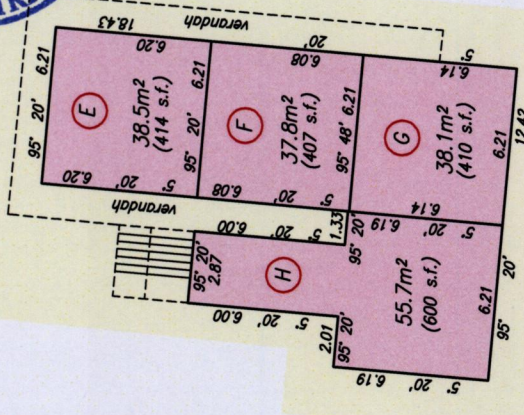 verandah
18.43
6.20
20'
6.08
5°
6.14
6.21
95° 20'
E
38.5m²
(414 s.f.)
6.21
95° 20'
F
37.8m²
(407 s.f.)
6.21
95° 48'
G
38.1m²
(410 s.f.)
6.21
12.42
6.20
20'
5°
6.08
20'
5°
6.14
verandah
6.00
20'
5°
1.33
95° 20'
6.19
20'
5°
95° 20'
2.87
H
55.7m²
(600 s.f.)
6.21
95° 20'
6.00
20'
5°
2.01
95° 20'
6.19
20'
5°